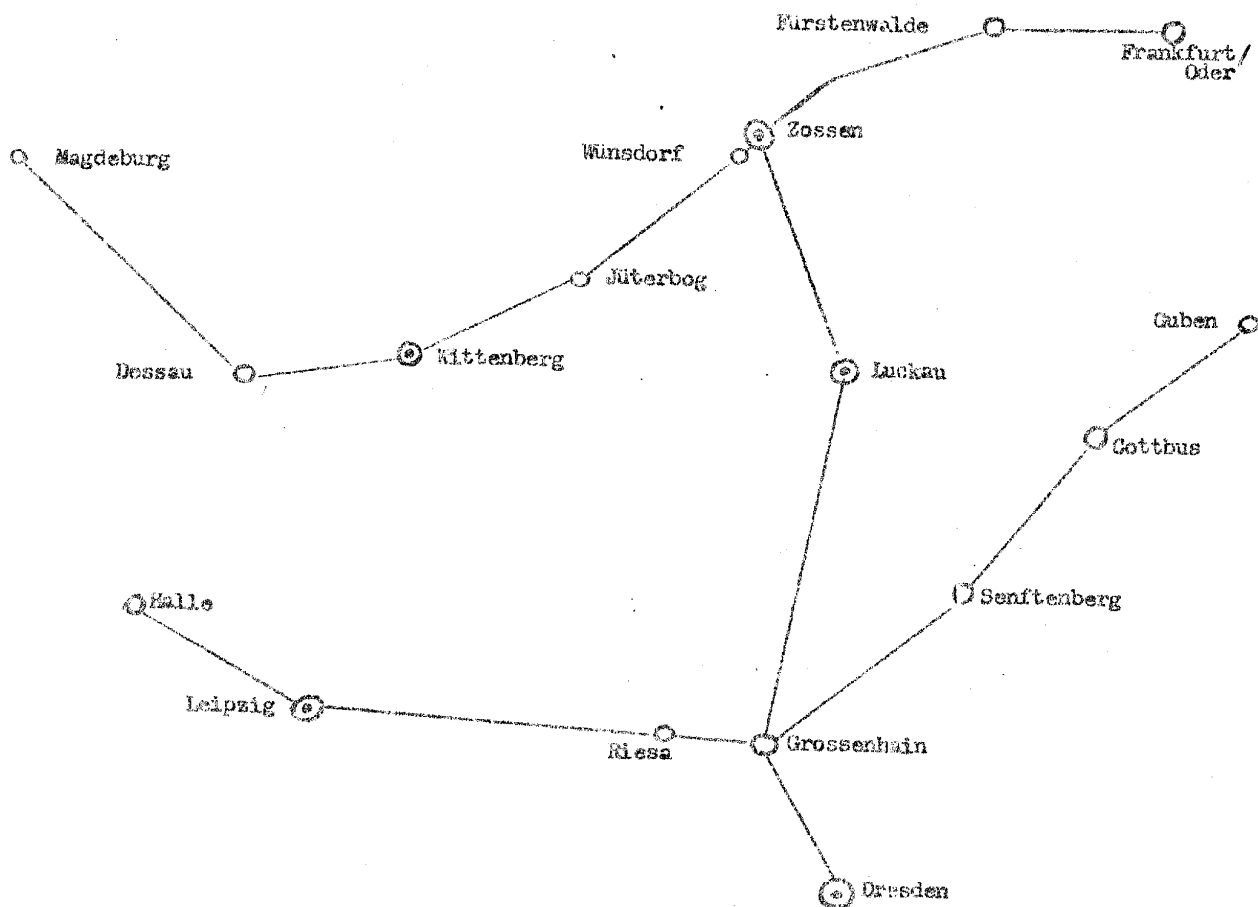 Fürstenwalde
Frankfurt/
Oder
Zossen
Wünsdorf
Magdeburg
Jüterbog
Guben
Wittenberg
Dessau
Luckau
Cottbus
Halle
Senftenberg
Leipzig
Riesa
Grossenhain
Dresden